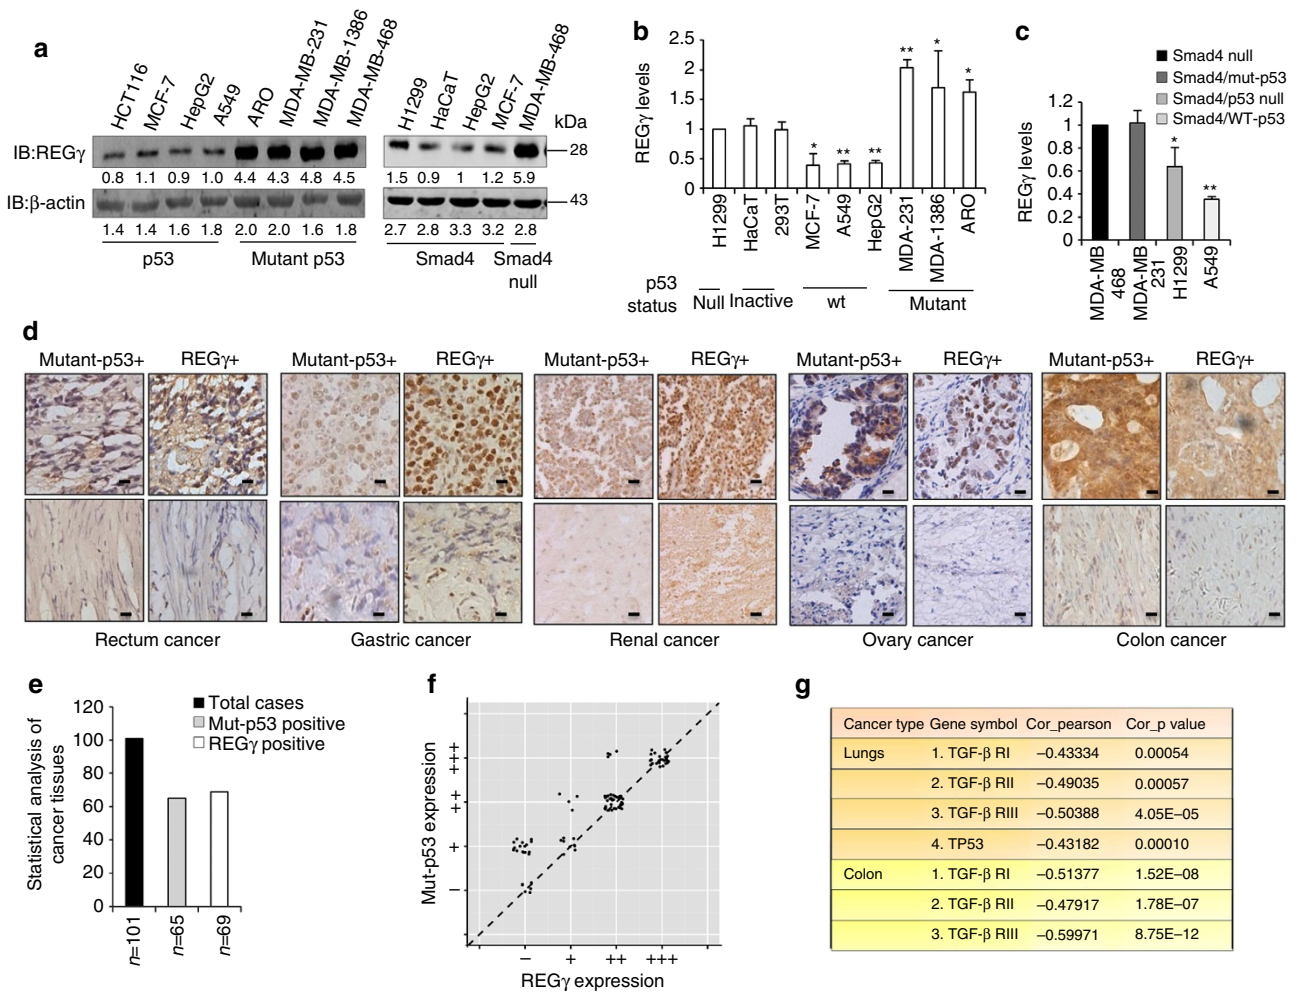 a
HCT116
MCF-7
HepG2
A549
ARO
MDA-MB-231
MDA-MB-1386
MDA-MB-468
H1299
HaCaT
HepG2
MCF-7
MDA-MB-468
kDa
IB:REGγ
28
0.8 1.1 0.9 1.0 4.4 4.3 4.8 4.5 1.5 0.9 1 1.2 5.9
IB:β-actin
43
1.4 1.4 1.6 1.8 2.0 2.0 1.6 1.8 2.7 2.8 3.3 3.2 2.8
p53
Mutant p53
Smad4
Smad4
null
b
REGγ levels
2.5
2
1.5
1
0.5
0
* ** ** ** * *
H1299
HaCaT
293T
MCF-7
A549
HepG2
MDA-231
MDA-1386
ARO
p53
status
Null Inactive wt Mutant
c
Smad4 null
Smad4/mut-p53
Smad4/p53 null
Smad4/WT-p53
REGγ levels
1.2
1
0.8
0.6
0.4
0.2
0
* **
MDA-MB
468
MDA-MB
231
H1299
A549
d
Mutant-p53+ REGγ+ Mutant-p53+ REGγ+ Mutant-p53+ REGγ+ Mutant-p53+ REGγ+ Mutant-p53+ REGγ+
Rectum cancer Gastric cancer Renal cancer Ovary cancer Colon cancer
e
Statistical analysis of
cancer tissues
120
100
80
60
40
20
0
Total cases
Mut-p53 positive
REGγ positive
n=101
n=65
n=69
f
Mut-p53 expression
+++
++
+
−
− + ++ +++
REGγ expression
g
Cancer type Gene symbol Cor_pearson Cor_p value
Lungs 1. TGF-β RI −0.43334 0.00054
2. TGF-β RII −0.49035 0.00057
3. TGF-β RIII −0.50388 4.05E−05
4. TP53 −0.43182 0.00010
Colon 1. TGF-β RI −0.51377 1.52E−08
2. TGF-β RII −0.47917 1.78E−07
3. TGF-β RIII −0.59971 8.75E−12